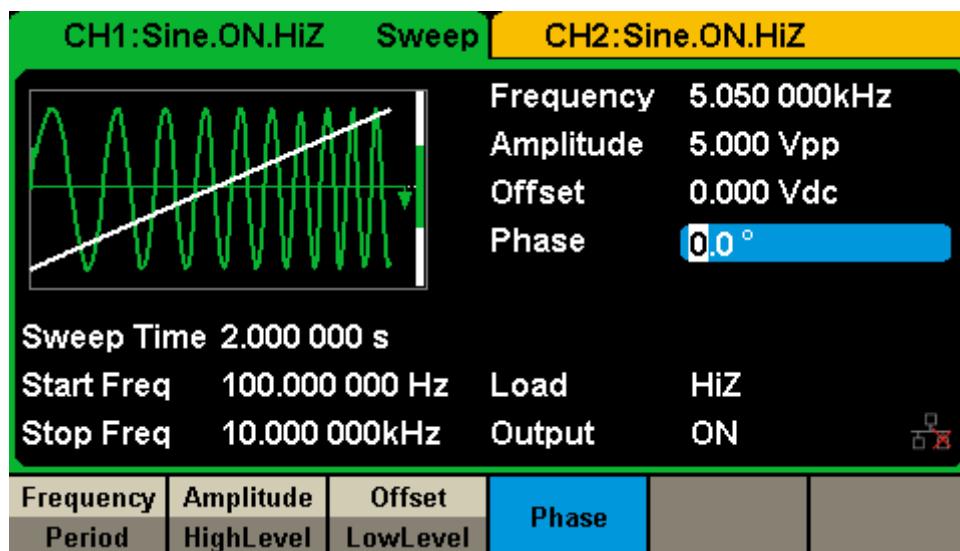 CH1:Sine.ON.HiZ Sweep CH2:Sine.ON.HiZ
Frequency 5.050 000kHz
Amplitude 5.000 Vpp
Offset 0.000 Vdc
Phase 0.0 °
Sweep Time 2.000 000 s
Start Freq 100.000 000 Hz Load HiZ
Stop Freq 10.000 000kHz Output ON
Frequency Amplitude Offset Phase
Period HighLevel LowLevel